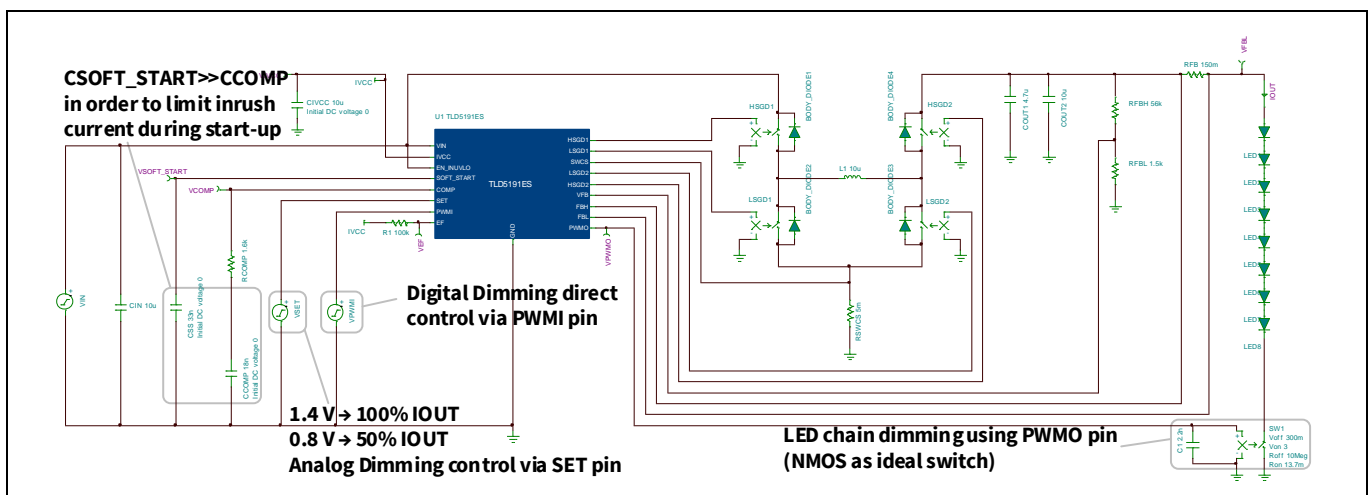 CSOFT_START>>CCOMP
in order to limit inrush
current during start-up
IVCC
CIVCC 10u
Initial DC voltage 0
U1 TLD5191ES
TLD5191ES
VIN
IVCC
EN_INUVLO
SOFT_START
COMP
SET
PWMI
EF
GND
HSGD1
LSGD1
SWCS
LSGD2
HSGD2
VFB
FBH
FBL
PWMO
VSOFT_START
VCOMP
IVCC
R1 100k
VEF
VPWMO
VIN
CIN 10u
CSS 33n
Initial DC voltage 0
RCOMP 1.6k
CCOMP 18n
Initial DC voltage 0
VSET
VPWMI
Digital Dimming direct
control via PWMI pin
1.4 V → 100% IOUT
0.8 V → 50% IOUT
Analog Dimming control via SET pin
HSGD1
BODY_DIODE1
BODY_DIODE4
HSGD2
L1 10u
LSGD1
BODY_DIODE2
BODY_DIODE3
LSGD2
RSWCS 5m
COUT1 4.7u
COUT2 10u
RFBH 56k
RFBL 1.5k
RFB 150m
VFBL
IOUT
LED1
LED2
LED3
LED4
LED5
LED6
LED7
LED8
LED chain dimming using PWMO pin
(NMOS as ideal switch)
C1 2.2n
SW1
Voff 300m
Von 3
Roff 10Meg
Ron 13.7m